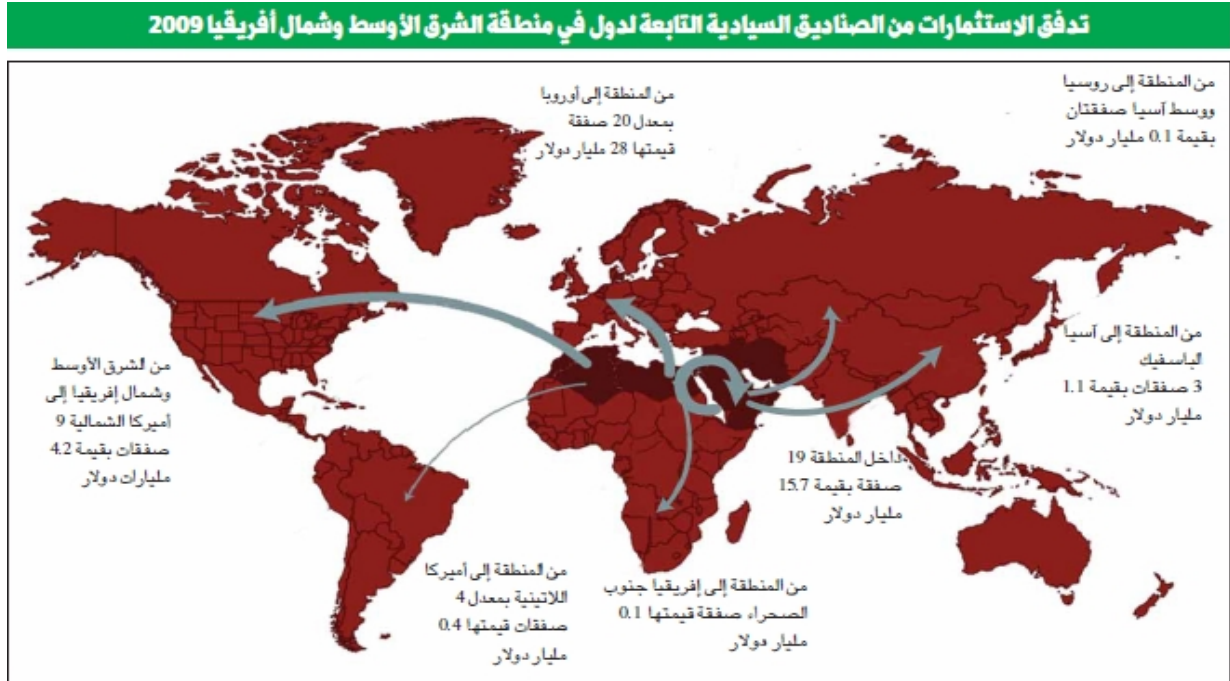 تدفق الاستثمارات من الصناديق السيادية التابعة لدول في منطقة الشرق الأوسط وشمال أفريقيا 2009
من المنطقة إلى روسيا
ووسط آسيا صفقتان
بقيمة 0.1 مليار دولار
من المنطقة إلى أوروبا
بمعدل 20 صفقة
قيمتها 28 مليار دولار
من المنطقة إلى آسيا
الباسفيك
3 صفقات بقيمة 1.1
مليار دولار
من الشرق الأوسط
وشمال إفريقيا إلى
أميركا الشمالية 9
صفقات بقيمة 4.2
مليارات دولار
داخل المنطقة 19
صفقة بقيمة 15.7
مليار دولار
من المنطقة إلى إفريقيا جنوب
الصحراء صفقة قيمتها 0.1
مليار دولار
من المنطقة إلى أميركا
اللاتينية بمعدل 4
صفقات قيمتها 0.4
مليار دولار